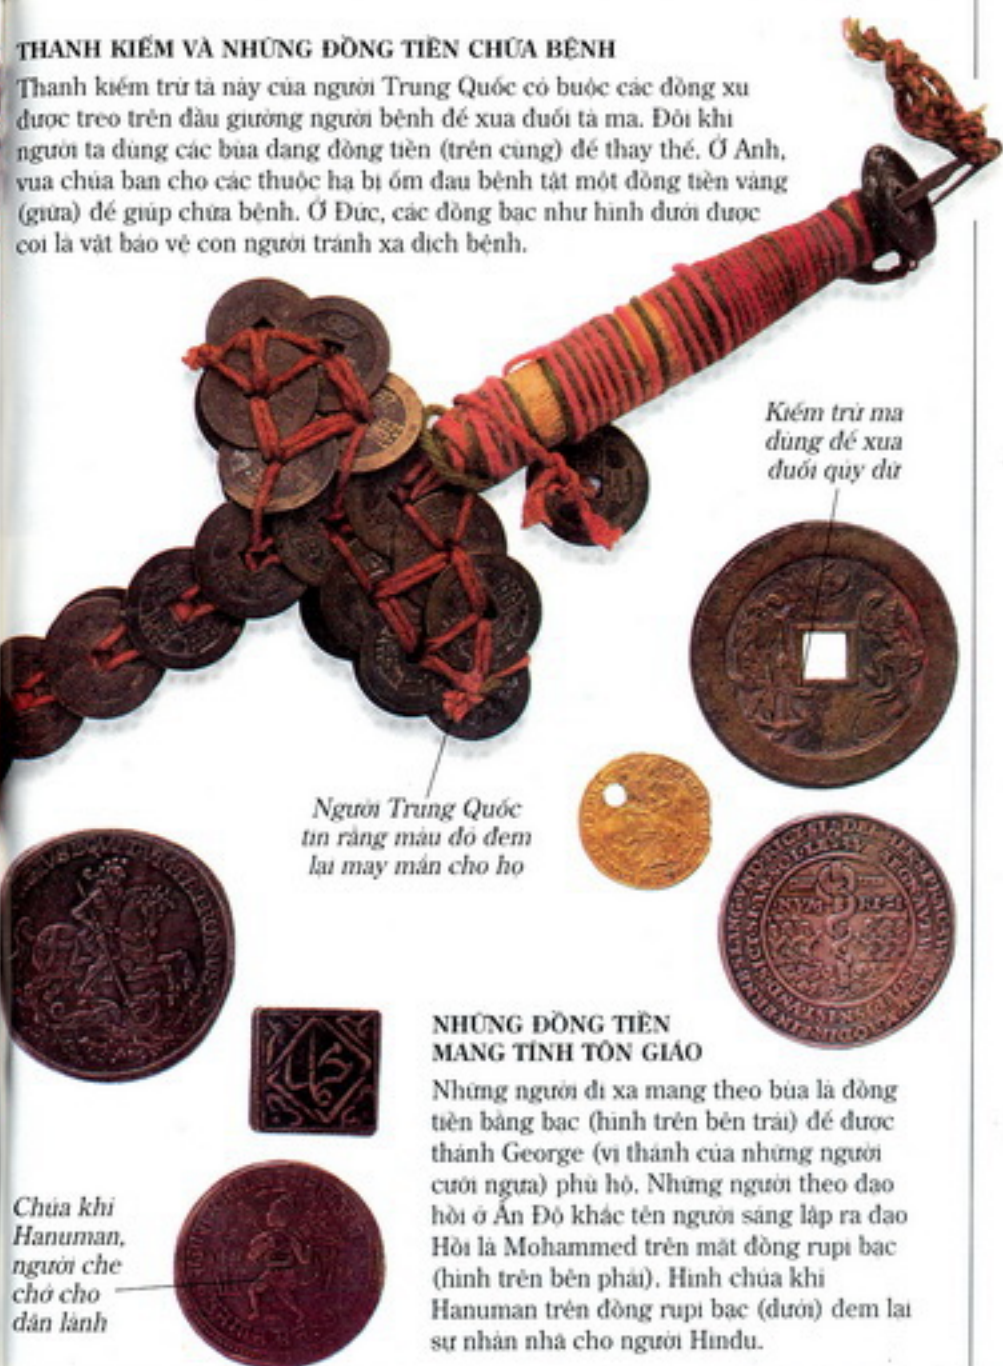 THANH KIẾM VÀ NHỮNG ĐỒNG TIỀN CHỮA BỆNH
Thanh kiếm trừ tà này của người Trung Quốc có buộc các đồng xu
được treo trên đầu giường người bệnh để xua đuổi tà ma. Đôi khi
người ta dùng các bùa dạng đồng tiền (trên cùng) để thay thế. Ở Anh,
vua chúa ban cho các thuộc hạ bị ốm đau bệnh tật một đồng tiền vàng
(giữa) để giúp chữa bệnh. Ở Đức, các đồng bạc như hình dưới được
coi là vật bảo vệ con người tránh xa dịch bệnh.
Kiếm trừ ma
dùng để xua
đuổi qủy dữ
Người Trung Quốc
tin rằng màu đỏ đem
lại may mắn cho họ
NHỮNG ĐỒNG TIỀN
MANG TÍNH TÔN GIÁO
Những người đi xa mang theo bùa là đồng
tiền bằng bạc (hình trên bên trái) để được
thánh George (vị thánh của những người
cưỡi ngựa) phù hộ. Những người theo đạo
hồi ở Ấn Độ khắc tên người sáng lập ra đạo
Hồi là Mohammed trên mặt đồng rupi bạc
(hình trên bên phải). Hình chúa khỉ
Hanuman trên đồng rupi bạc (dưới) đem lại
sự nhàn nhã cho người Hindu.
Chúa khỉ
Hanuman,
người che
chở cho
dân lành